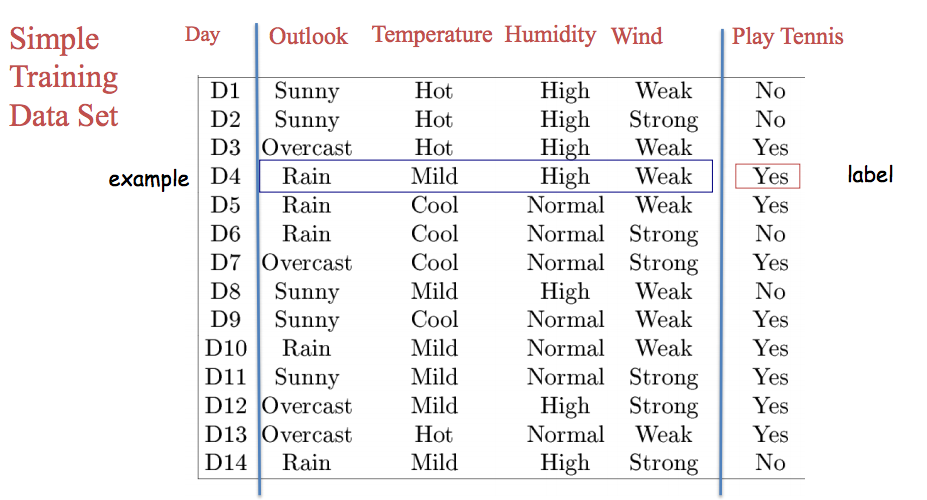 Simple
Training
Data Set
Day Outlook Temperature Humidity Wind Play Tennis
D1 Sunny Hot High Weak No
D2 Sunny Hot High Strong No
D3 Overcast Hot High Weak Yes
example D4 Rain Mild High Weak Yes label
D5 Rain Cool Normal Weak Yes
D6 Rain Cool Normal Strong No
D7 Overcast Cool Normal Strong Yes
D8 Sunny Mild High Weak No
D9 Sunny Cool Normal Weak Yes
D10 Rain Mild Normal Weak Yes
D11 Sunny Mild Normal Strong Yes
D12 Overcast Mild High Strong Yes
D13 Overcast Hot Normal Weak Yes
D14 Rain Mild High Strong No